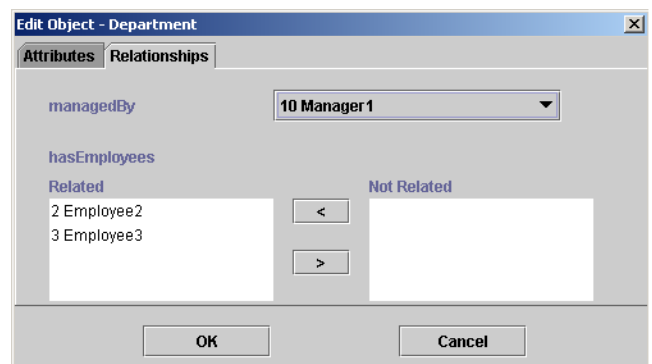 Edit Object - Department
Attributes Relationships
managedBy 10 Manager1
hasEmployees
Related Not Related
2 Employee2 <
3 Employee3
>
OK Cancel